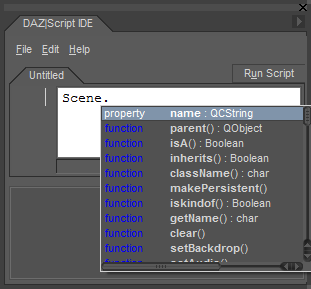 DAZ|Script IDE
File Edit Help
Untitled
Run Script
Scene.
property name : QCString
function parent() : QObject
function isA() : Boolean
function inherits() : Boolean
function className() : char
function makePersistent()
function iskindof() : Boolean
function getName() : char
function clear()
function setBackdrop()
function